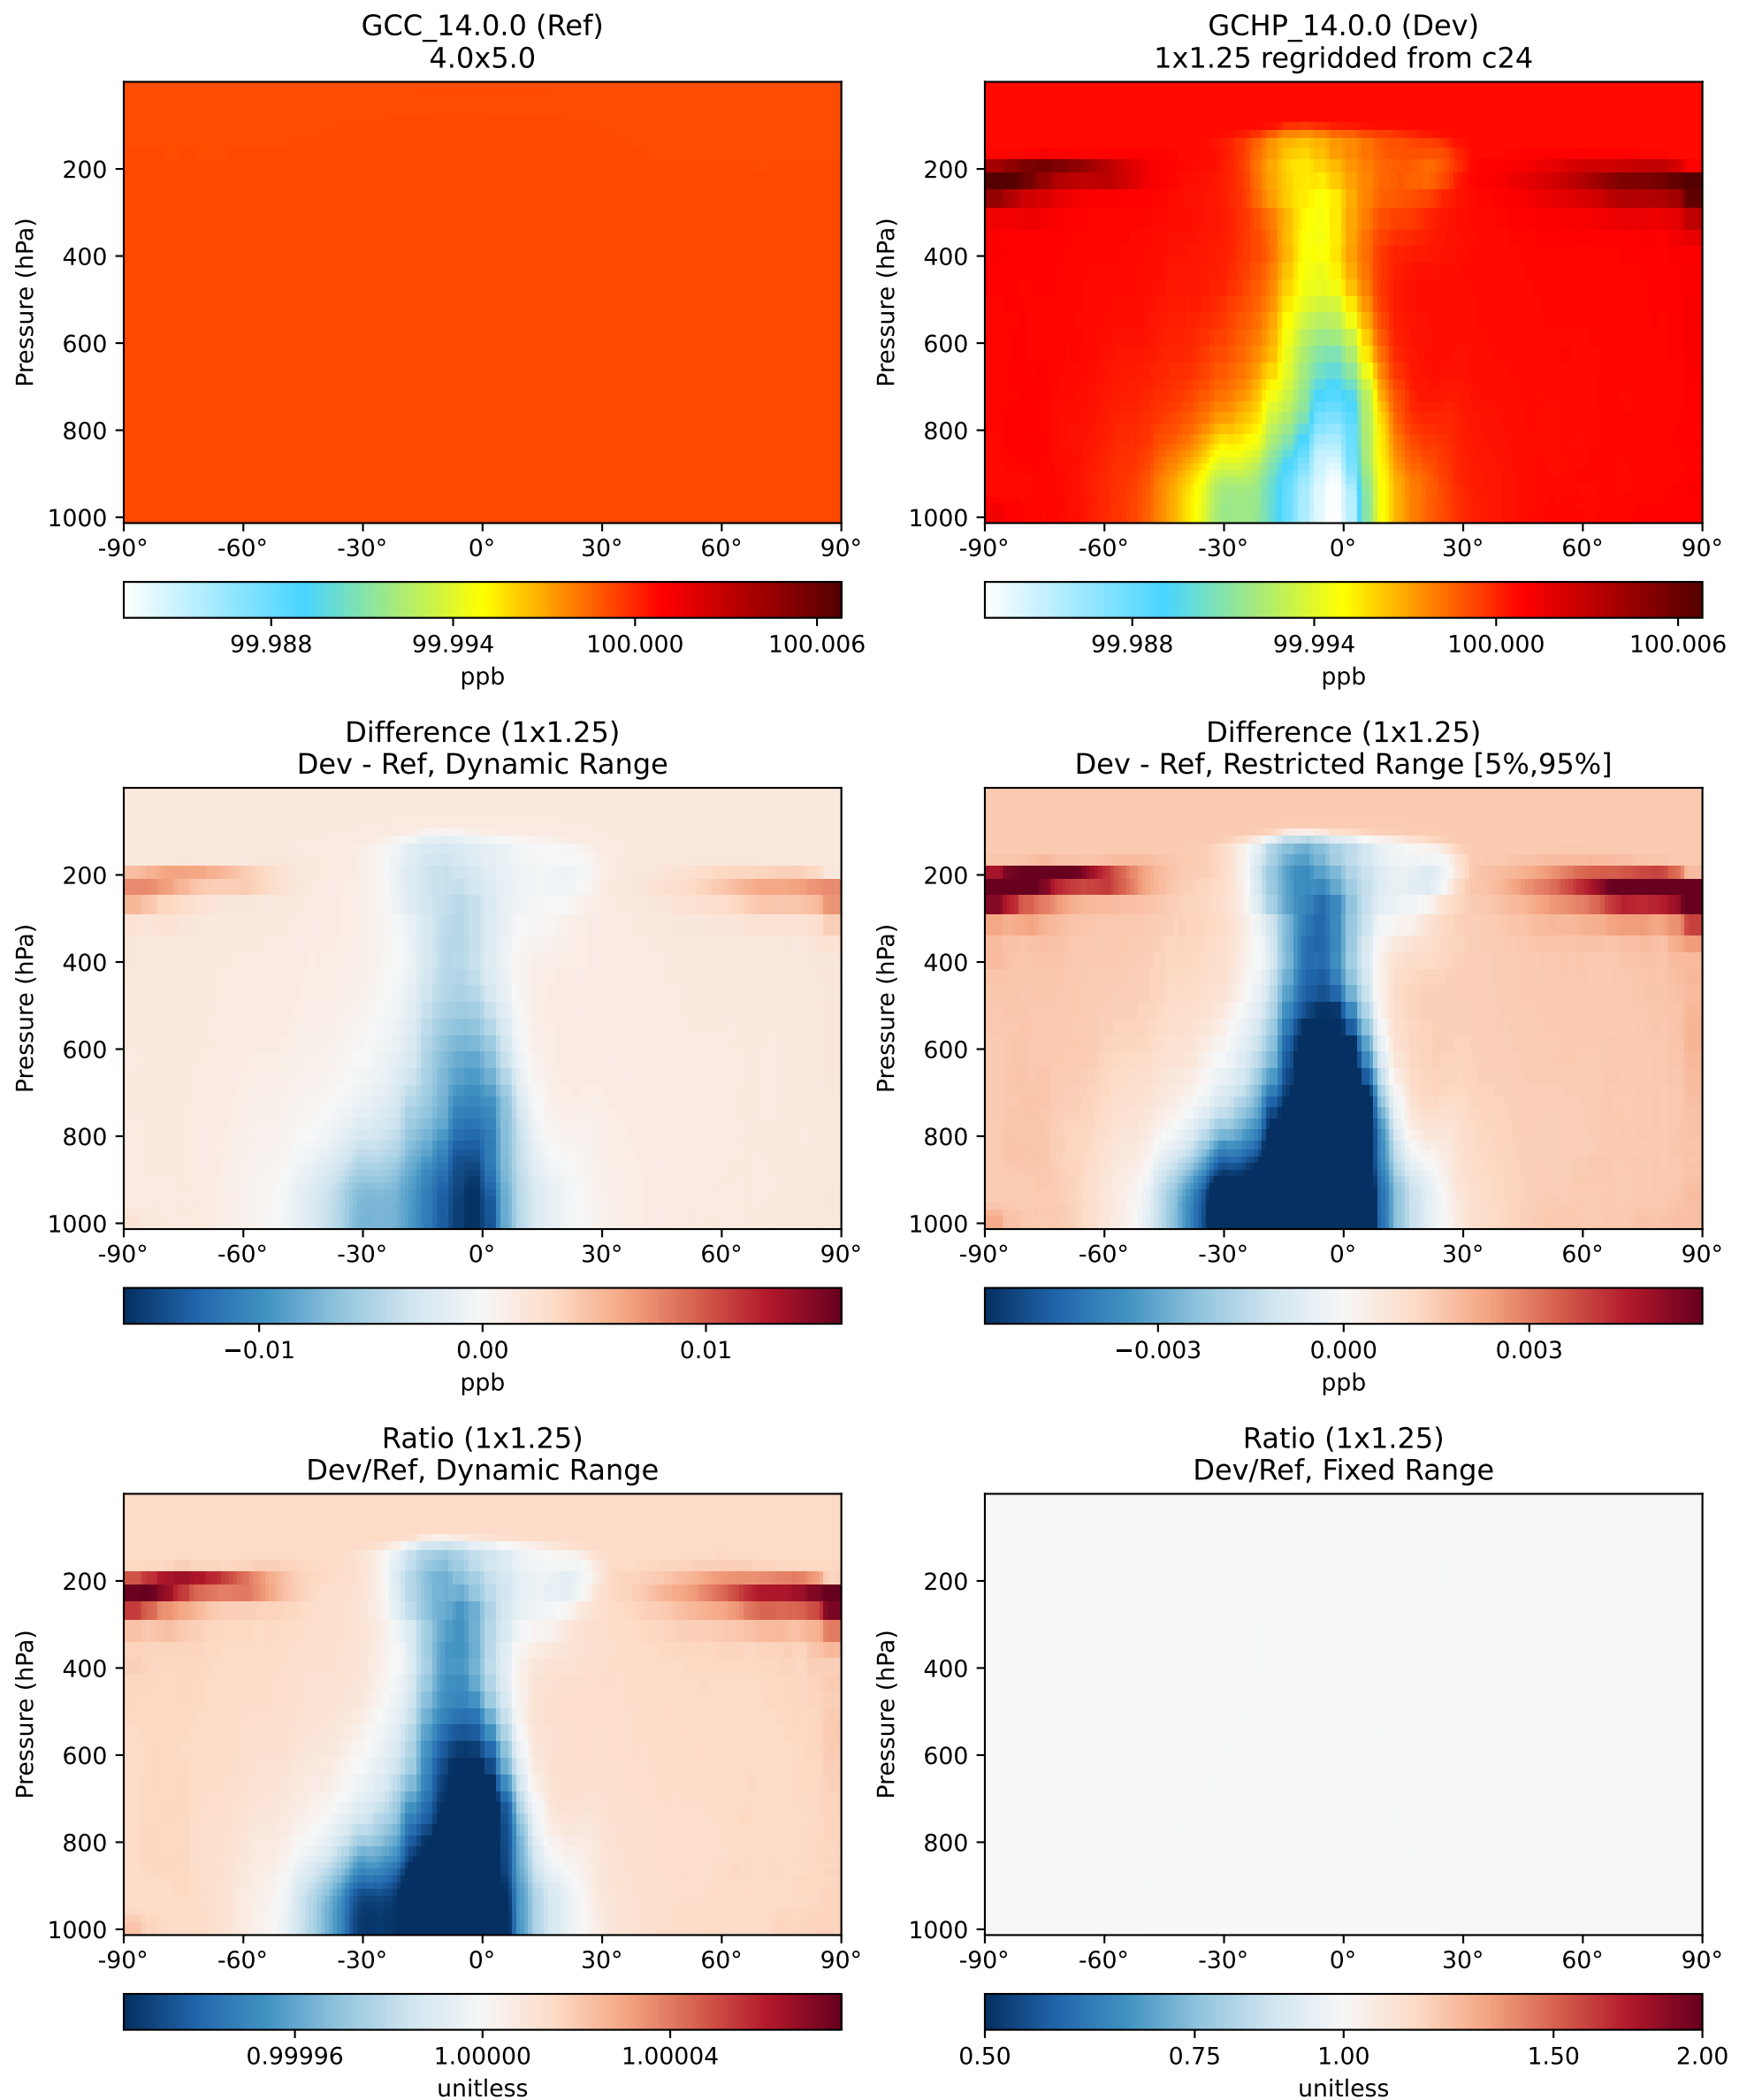 GCC_14.0.0 (Ref)
4.0x5.0
Pressure (hPa)
200
400
600
800
1000
-90° -60° -30° 0° 30° 60° 90°
99.988 99.994 100.000 100.006
ppb
GCHP_14.0.0 (Dev)
1x1.25 regridded from c24
Pressure (hPa)
200
400
600
800
1000
-90° -60° -30° 0° 30° 60° 90°
99.988 99.994 100.000 100.006
ppb
Difference (1x1.25)
Dev - Ref, Dynamic Range
Pressure (hPa)
200
400
600
800
1000
-90° -60° -30° 0° 30° 60° 90°
−0.01 0.00 0.01
ppb
Difference (1x1.25)
Dev - Ref, Restricted Range [5%,95%]
Pressure (hPa)
200
400
600
800
1000
-90° -60° -30° 0° 30° 60° 90°
−0.003 0.000 0.003
ppb
Ratio (1x1.25)
Dev/Ref, Dynamic Range
Pressure (hPa)
200
400
600
800
1000
-90° -60° -30° 0° 30° 60° 90°
0.99996 1.00000 1.00004
unitless
Ratio (1x1.25)
Dev/Ref, Fixed Range
Pressure (hPa)
200
400
600
800
1000
-90° -60° -30° 0° 30° 60° 90°
0.50 0.75 1.00 1.50 2.00
unitless